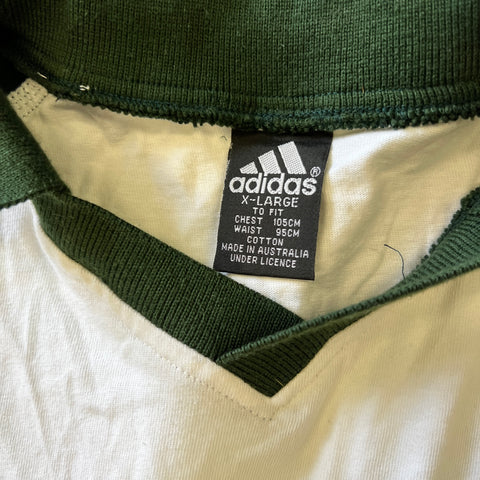 adidas®
X-LARGE
TO FIT
CHEST 105CM
WAIST 95CM
COTTON
MADE IN AUSTRALIA
UNDER LICENCE